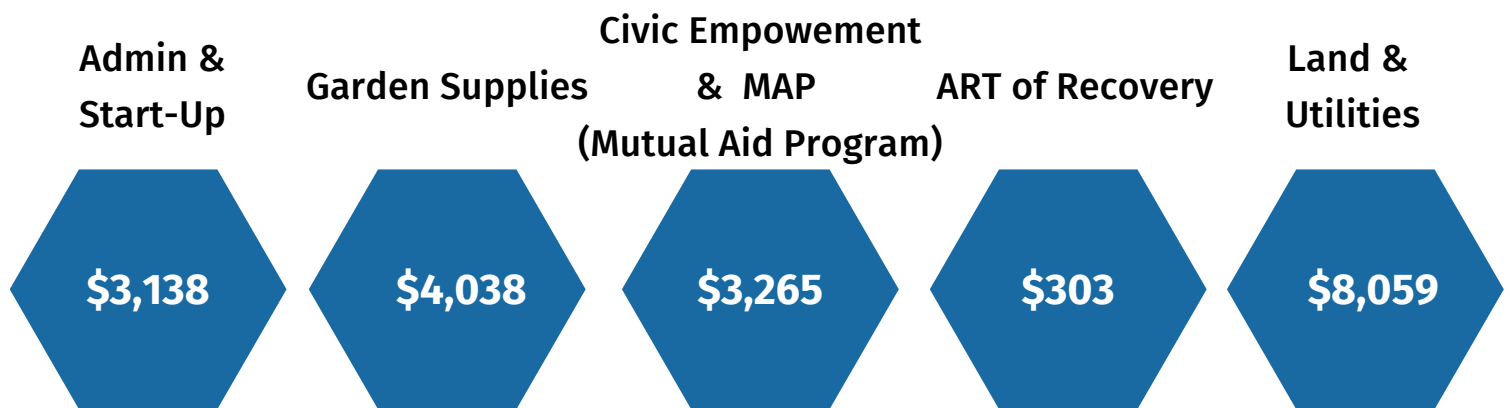 Admin &
Start-Up
Garden Supplies
Civic Empowement
& MAP
(Mutual Aid Program)
ART of Recovery
Land &
Utilities
$3,138
$4,038
$3,265
$303
$8,059